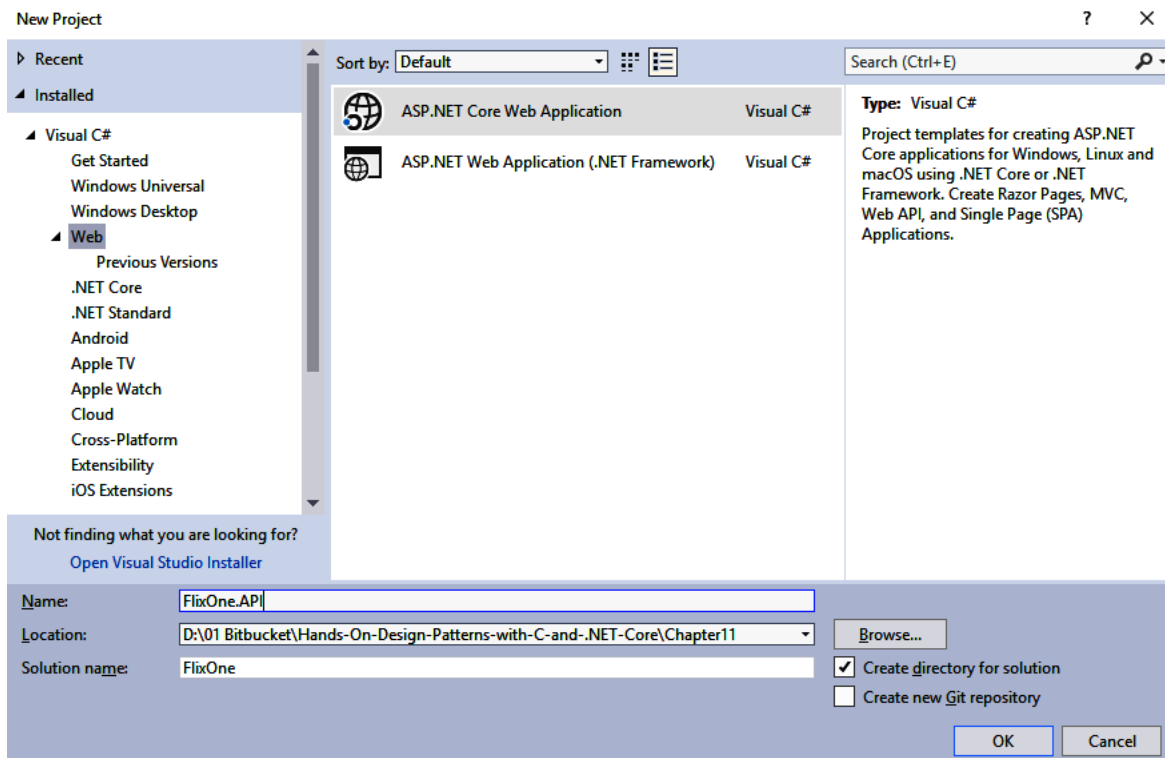 New Project
?
Recent
Installed
Visual C#
Get Started
Windows Universal
Windows Desktop
Web
Previous Versions
.NET Core
.NET Standard
Android
Apple TV
Apple Watch
Cloud
Cross-Platform
Extensibility
iOS Extensions
Not finding what you are looking for?
Open Visual Studio Installer
Sort by: Default
ASP.NET Core Web Application Visual C#
ASP.NET Web Application (.NET Framework) Visual C#
Search (Ctrl+E)
Type: Visual C#
Project templates for creating ASP.NET
Core applications for Windows, Linux and
macOS using .NET Core or .NET
Framework. Create Razor Pages, MVC,
Web API, and Single Page (SPA)
Applications.
Name: FlixOne.API
Location: D:\01 Bitbucket\Hands-On-Design-Patterns-with-C-and-.NET-Core\Chapter11
Browse...
Solution name: FlixOne
Create directory for solution
Create new Git repository
OK
Cancel